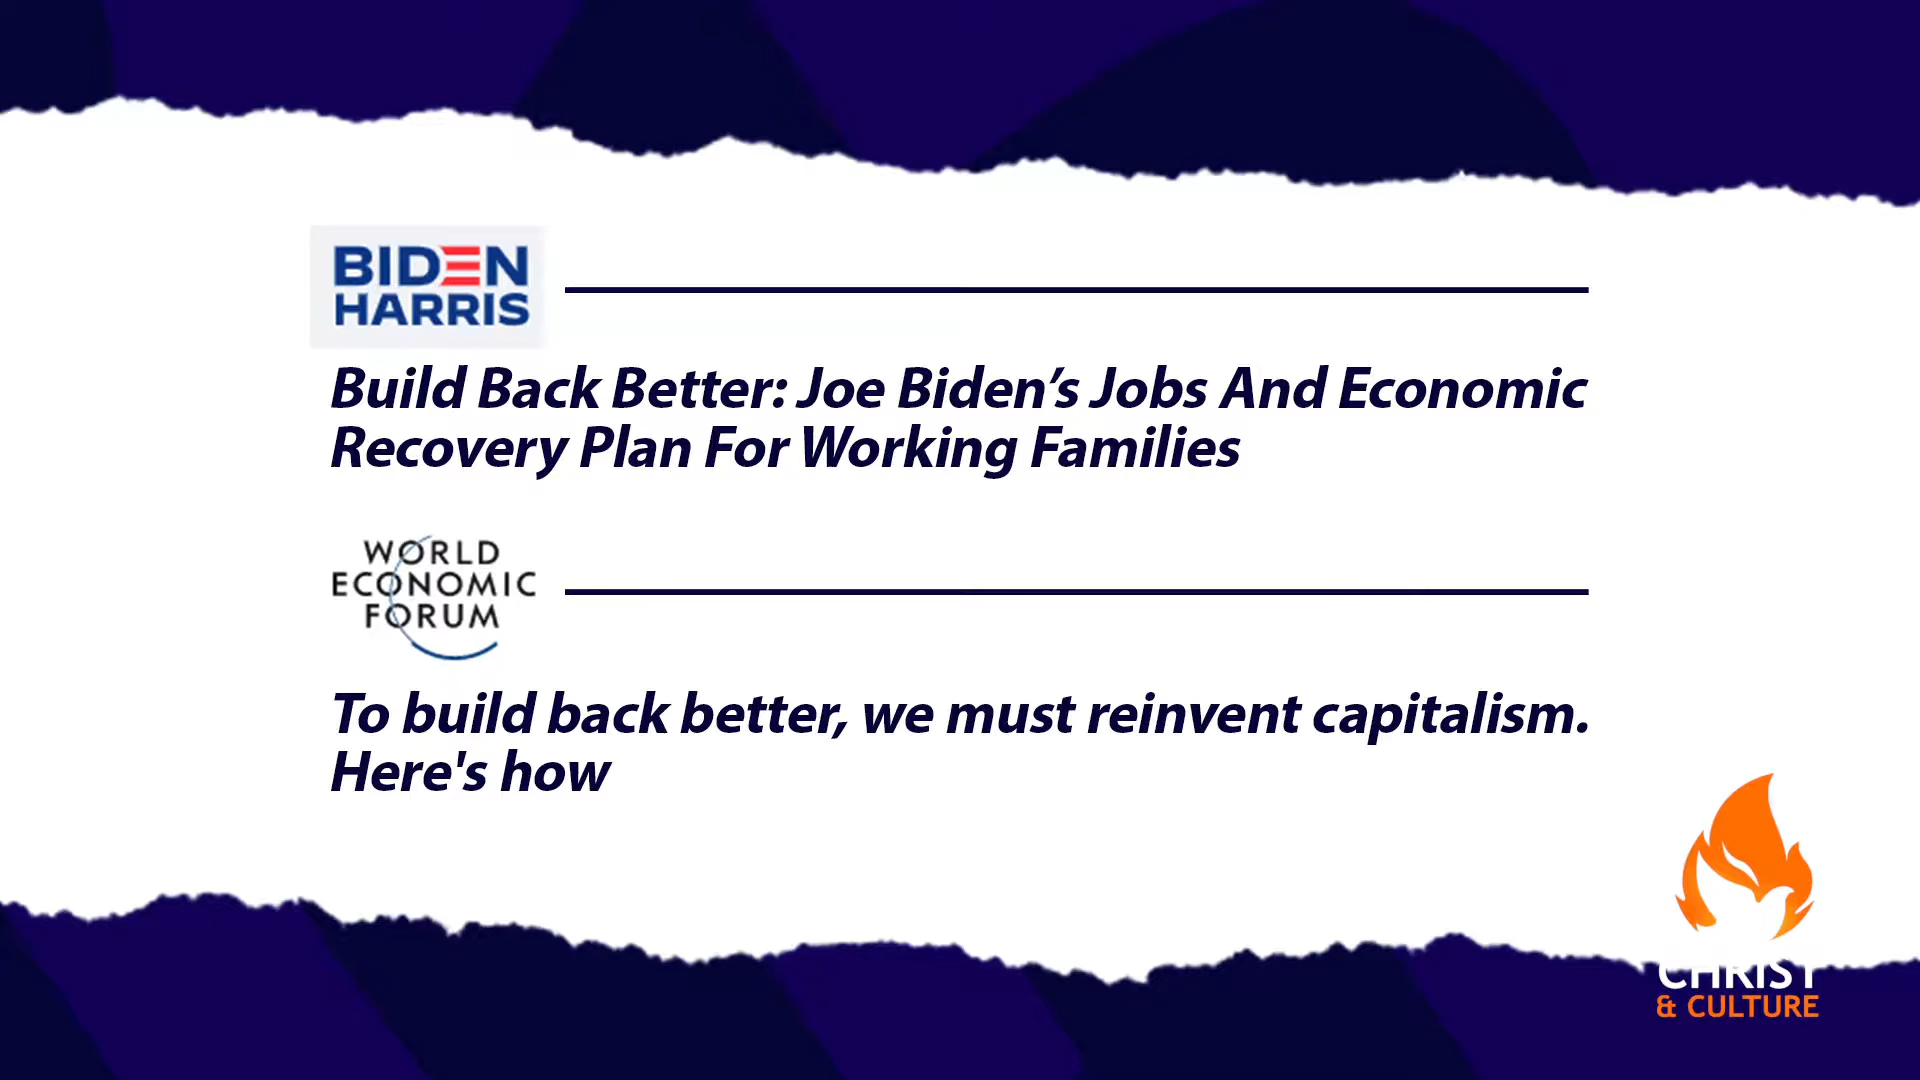 BIDEN
HARRIS
Build Back Better: Joe Biden’s Jobs And Economic
Recovery Plan For Working Families
WORLD
ECONOMIC
FORUM
To build back better, we must reinvent capitalism.
Here's how
CHRIST
& CULTURE